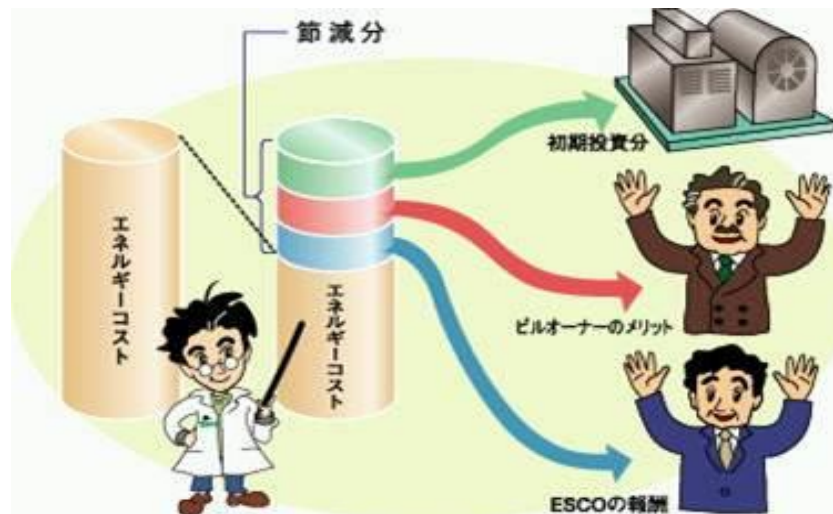 節減分
初期投資分
エネルギーコスト
エネルギーコスト
ビルオーナーのメリット
ESCOの報酬